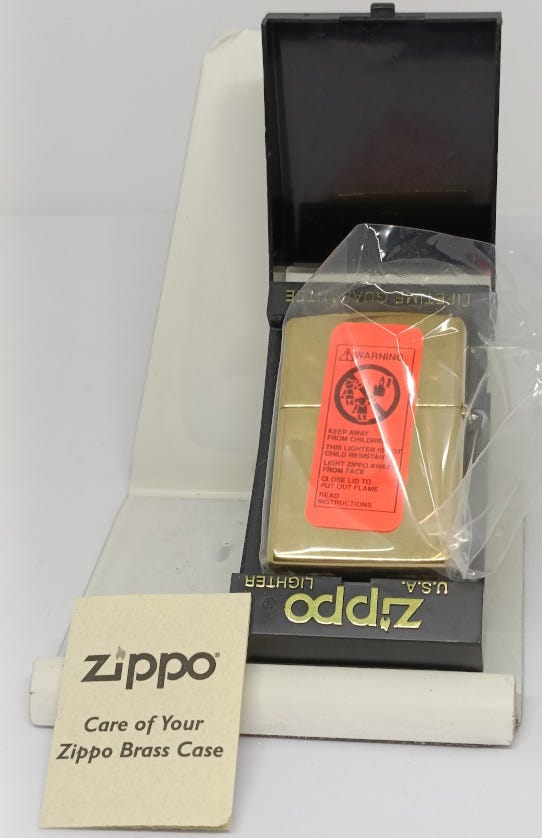 LIFETIME GUARANTEE
WARNING
KEEP AWAY
FROM CHILDREN
THIS LIGHTER IS NOT
CHILD RESISTANT
LIGHT ZIPPO AWAY
FROM FACE
CLOSE LID TO
PUT OUT FLAME
READ
INSTRUCTIONS
U.S.A. zippo ® LIGHTER
zippo®
Care of Your
Zippo Brass Case